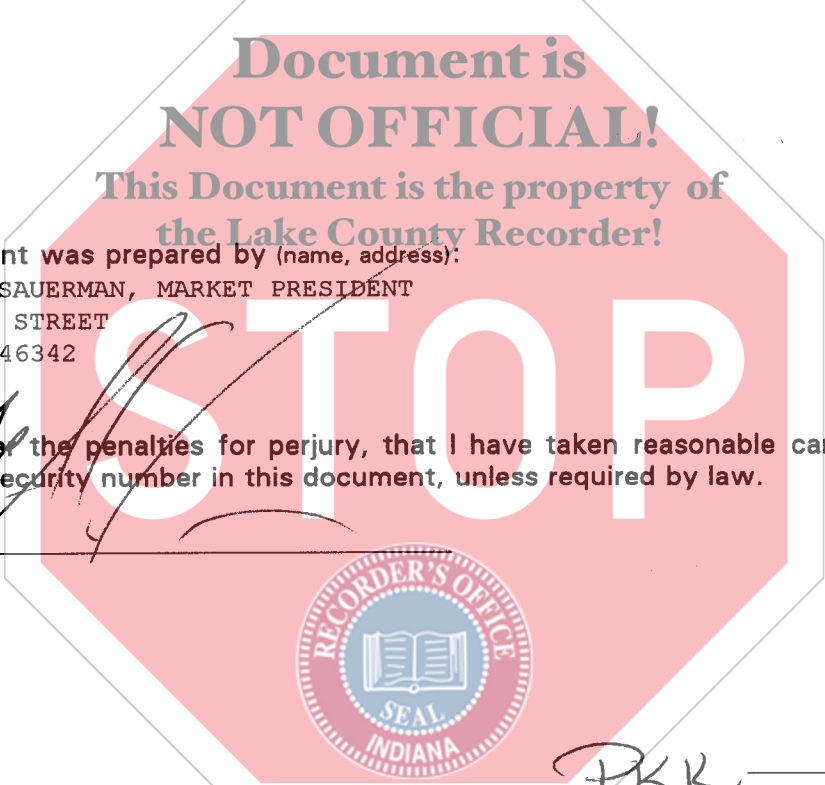 Document is
NOT OFFICIAL!
This Document is the property of
the Lake County Recorder!
nt was prepared by (name, address):
SAUERMAN, MARKET PRESIDENT
STREET
46342
STOP
the penalties for perjury, that I have taken reasonable
ecurity number in this document, unless required by law.
RECORDER'S OFFICE
SEAL
INDIANA
PKK